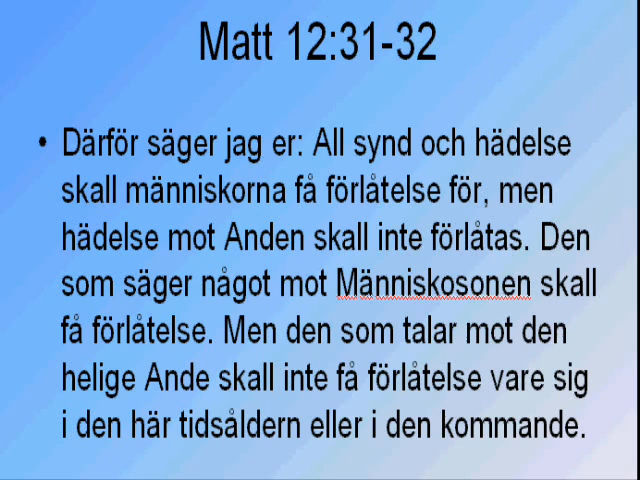 Matt 12:31-32
• Därför säger jag er: All synd och hädelse
skall människorna få förlåtelse för, men
hädelse mot Anden skall inte förlåtas. Den
som säger något mot Människosonen skall
få förlåtelse. Men den som talar mot den
helige Ande skall inte få förlåtelse vare sig
i den här tidsåldern eller i den kommande.